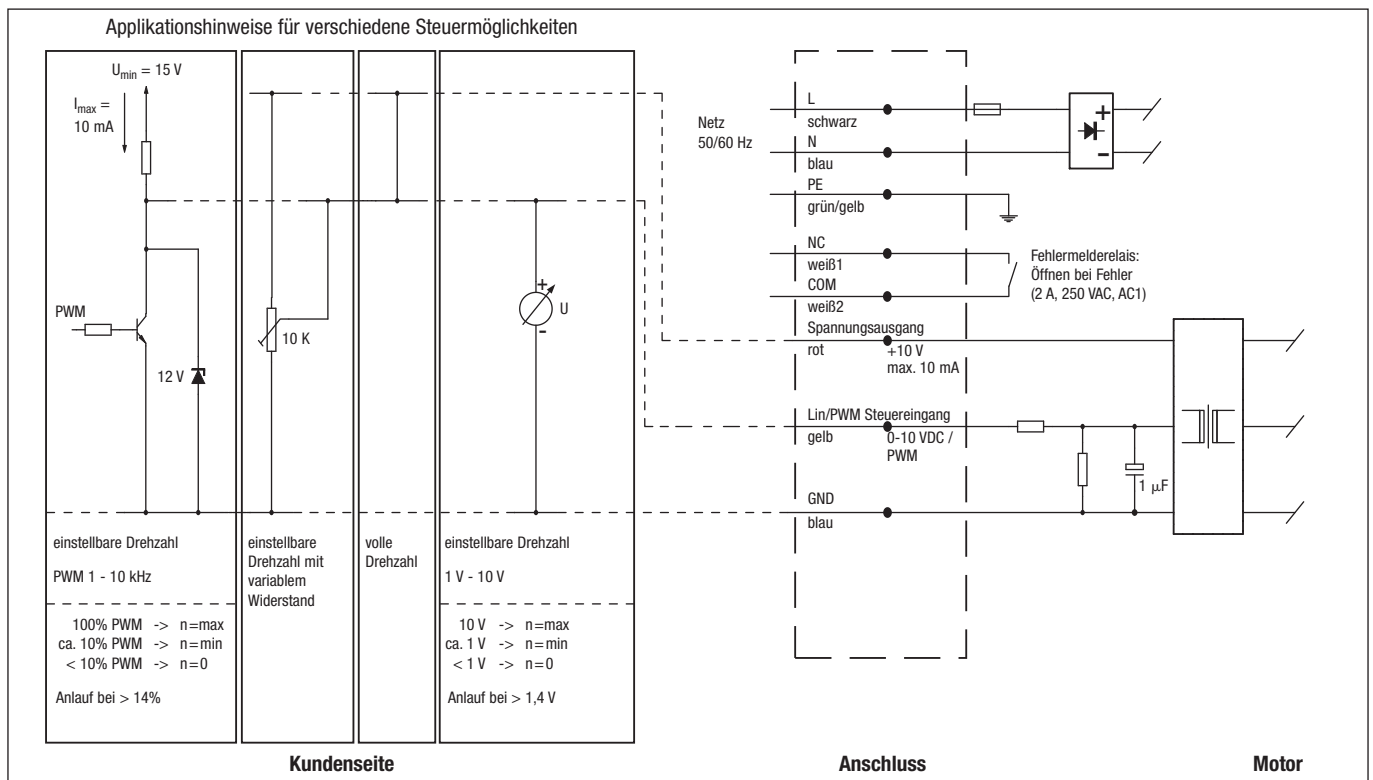 Applikationshinweise für verschiedene Steuermöglichkeiten
Umin = 15 V
Imax =
10 mA
PWM
12 V
10 K
+
U
-
einstellbare Drehzahl
PWM 1 - 10 kHz
100% PWM -> n=max
ca. 10% PWM -> n=min
< 10% PWM -> n=0
Anlauf bei > 14%
einstellbare
Drehzahl mit
variablem
Widerstand
volle
Drehzahl
einstellbare Drehzahl
1 V - 10 V
10 V -> n=max
ca. 1 V -> n=min
< 1 V -> n=0
Anlauf bei > 1,4 V
Netz
50/60 Hz
L
schwarz
N
blau
PE
grün/gelb
NC
weiß1
COM
weiß2
Spannungsausgang
rot
+10 V
max. 10 mA
Lin/PWM Steuereingang
gelb
0-10 VDC /
PWM
GND
blau
+
-
Fehlermelderelais:
Öffnen bei Fehler
(2 A, 250 VAC, AC1)
1 µF
Kundenseite
Anschluss
Motor